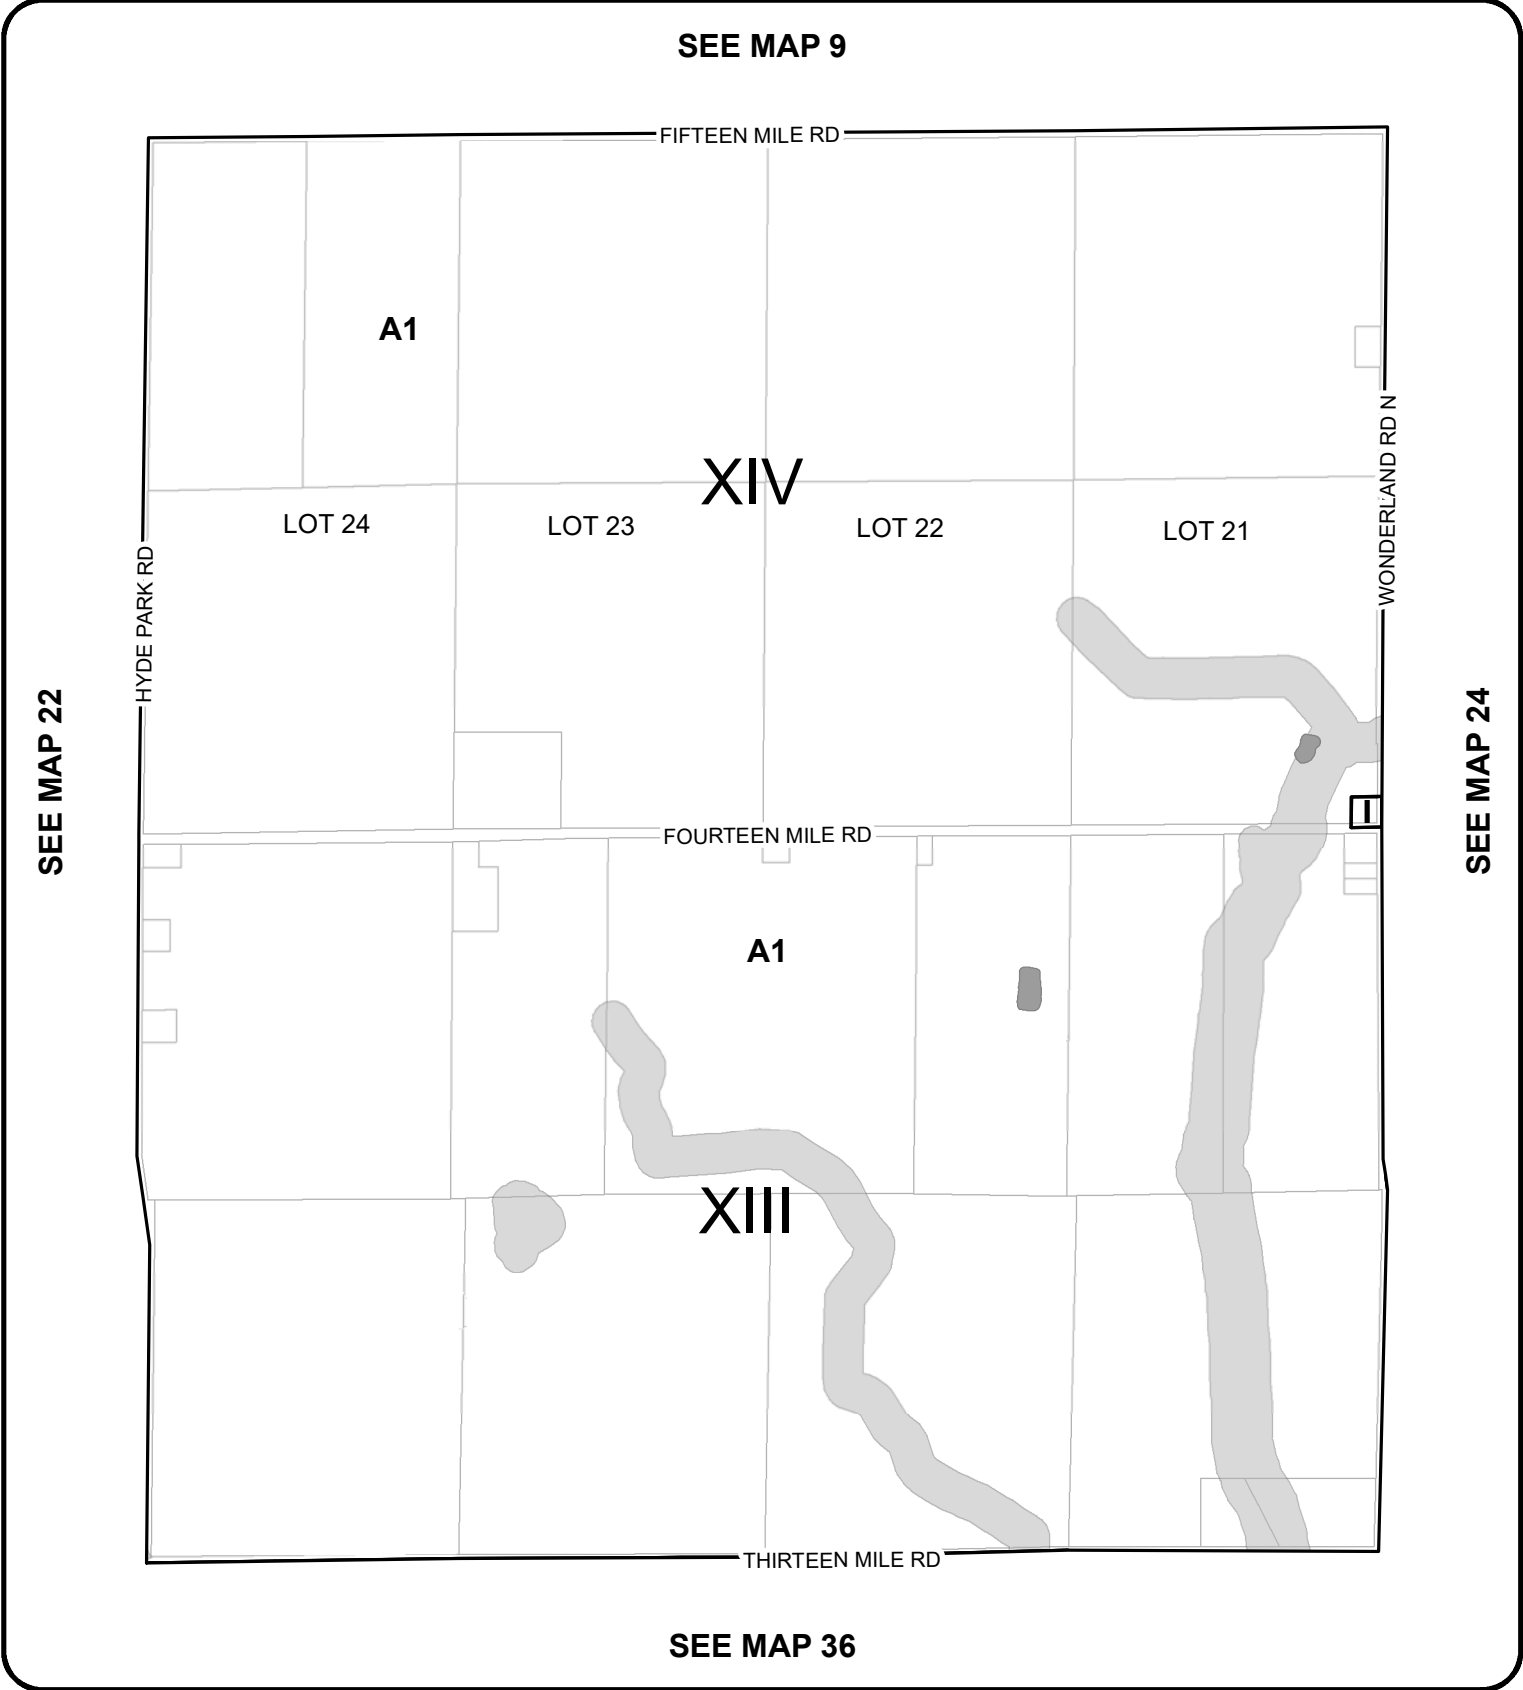 SEE MAP 9
FIFTEEN MILE RD
A1
WONDERLAND RD N
XIV
LOT 24
LOT 23
LOT 22
LOT 21
HYDE PARK RD
SEE MAP 22
SEE MAP 24
I
FOURTEEN MILE RD
A1
XIII
THIRTEEN MILE RD
SEE MAP 36